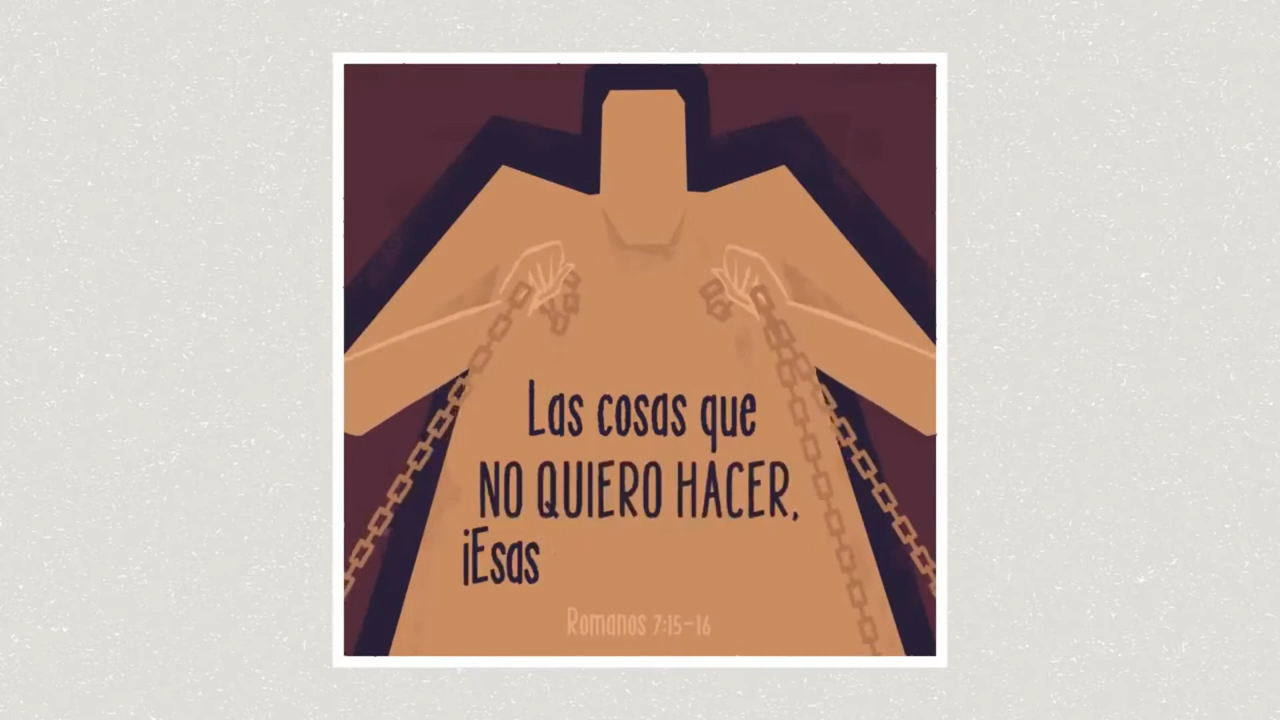 Las cosas que
NO QUIERO HACER,
¡Esas
Romanos 7:15-16